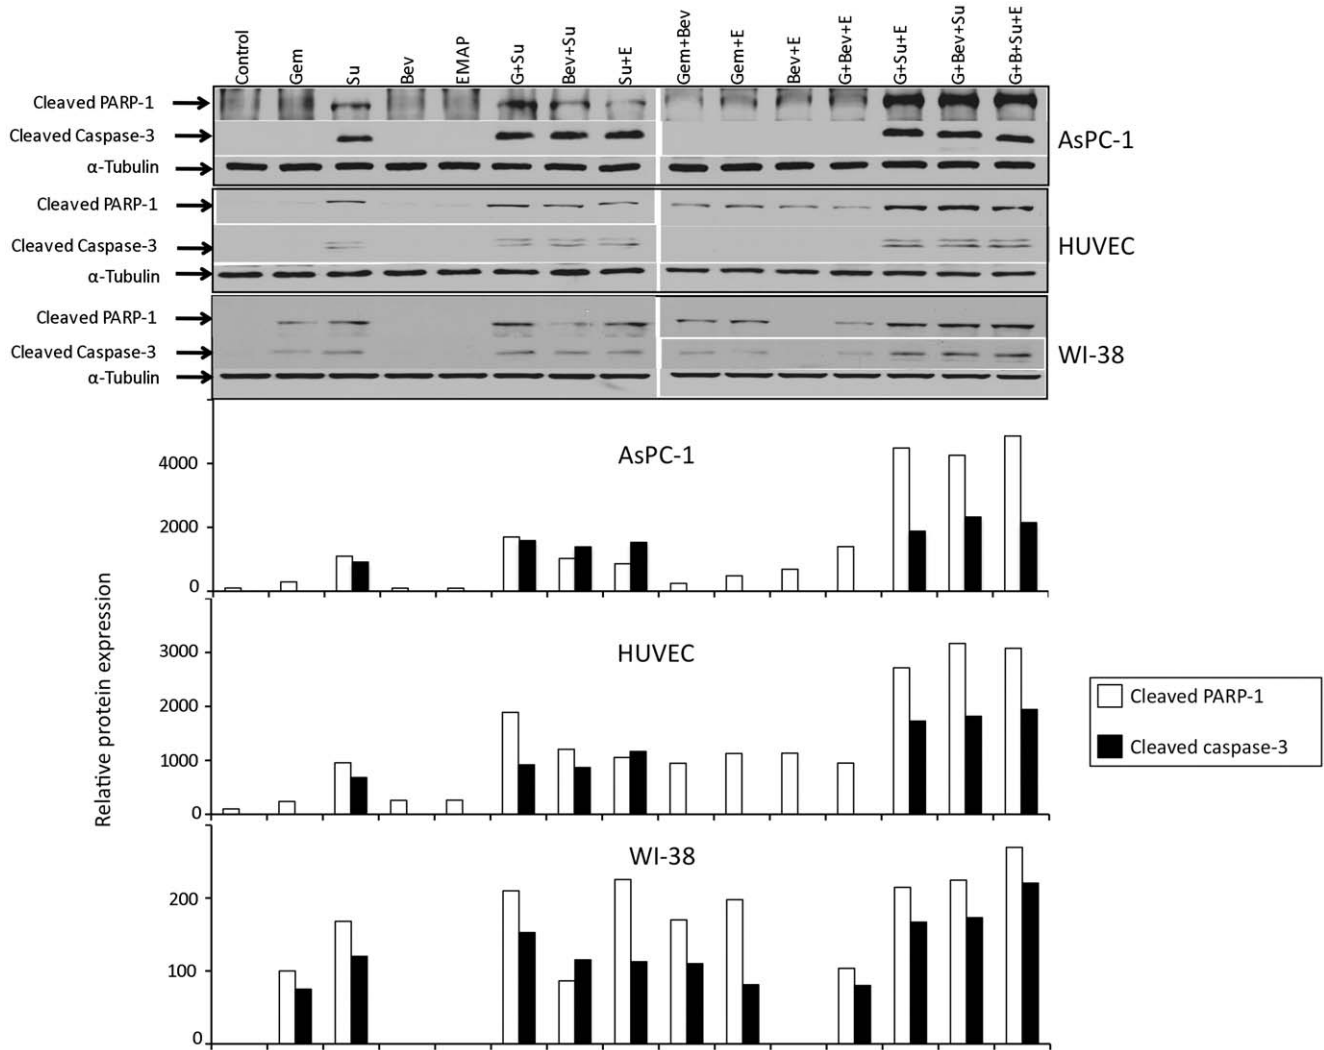 Control Gem Su Bev EMAP G+Su Bev+Su Su+E Gem+Bev Gem+E Bev+E G+Bev+E G+Su+E G+Bev+Su G+B+Su+E
Cleaved PARP-1
Cleaved Caspase-3
α-Tubulin
AsPC-1
Cleaved PARP-1
Cleaved Caspase-3
α-Tubulin
HUVEC
Cleaved PARP-1
Cleaved Caspase-3
α-Tubulin
WI-38
Relative protein expression
AsPC-1
4000
2000
0
HUVEC
3000
2000
1000
0
WI-38
200
100
0
Cleaved PARP-1
Cleaved caspase-3